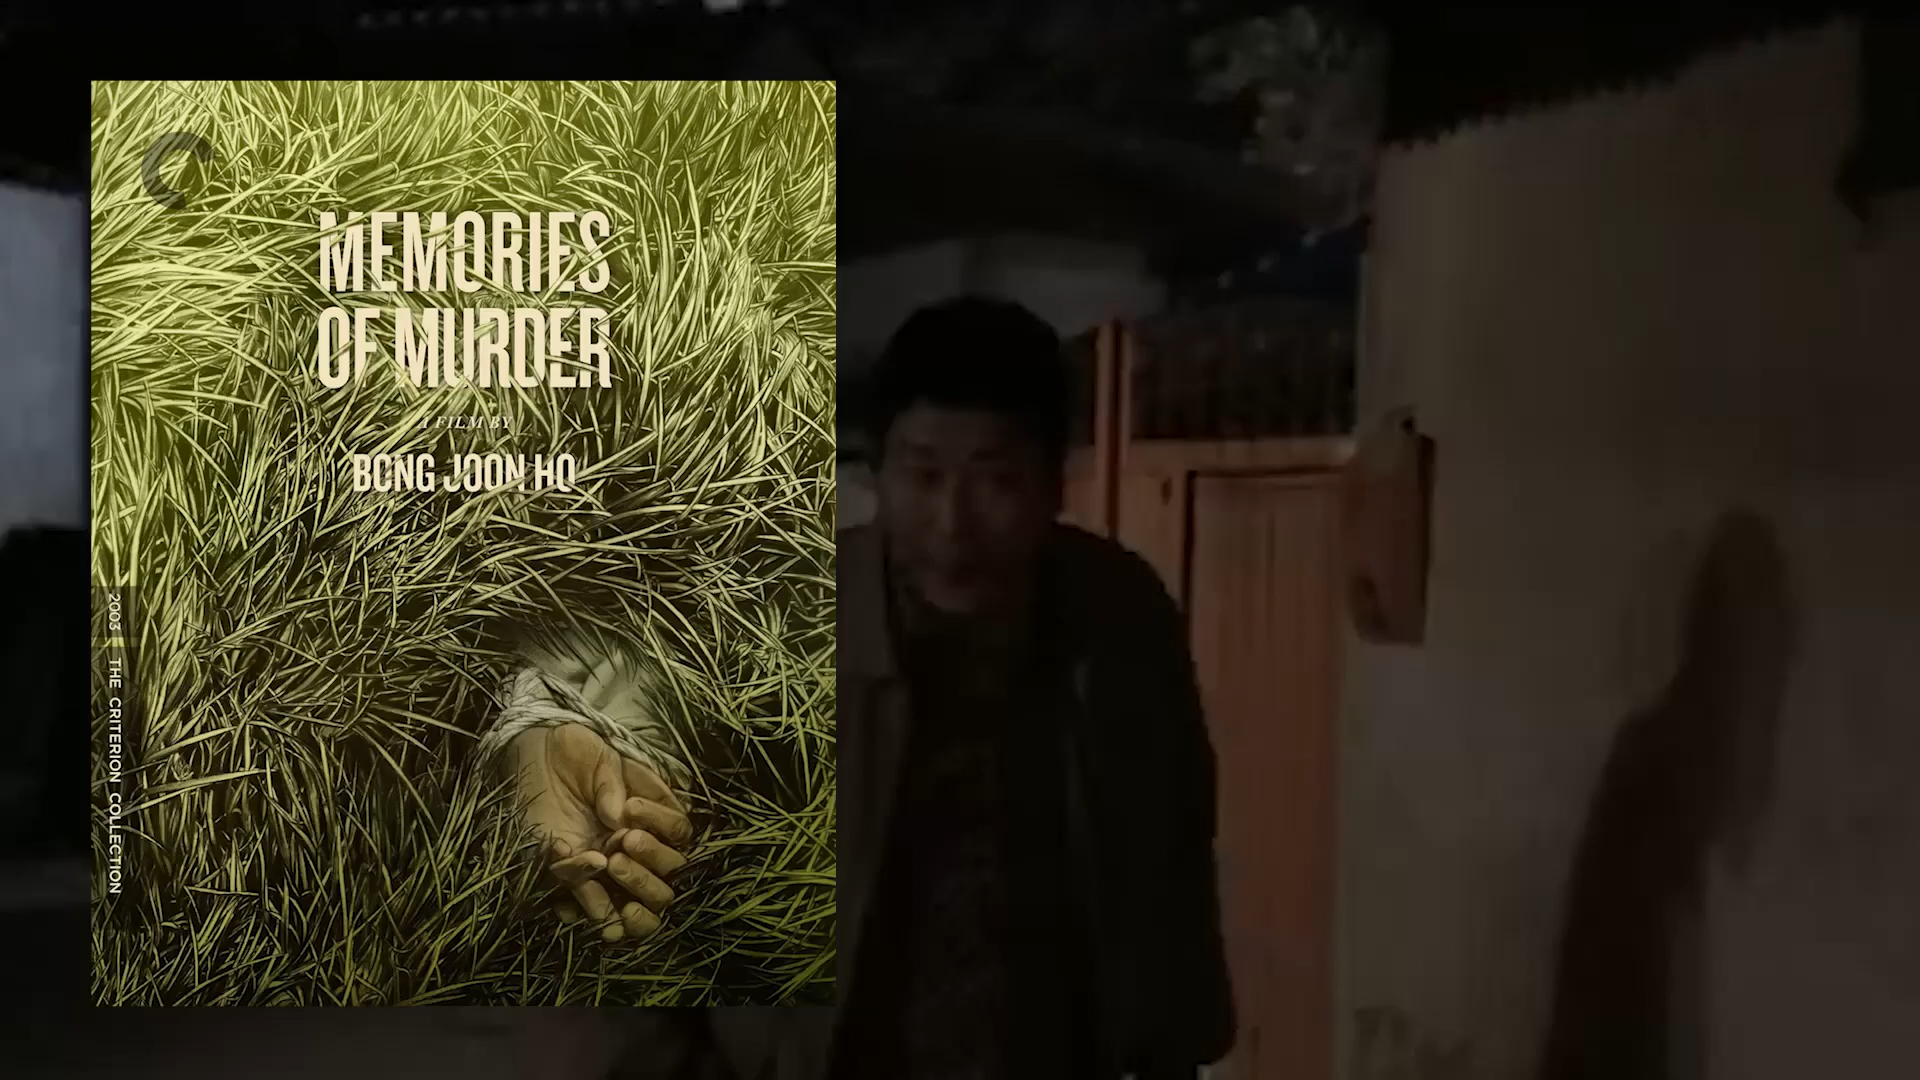 MEMORIES
OF MURDER
A FILM BY
BONG JOON HO
2003
THE CRITERION COLLECTION